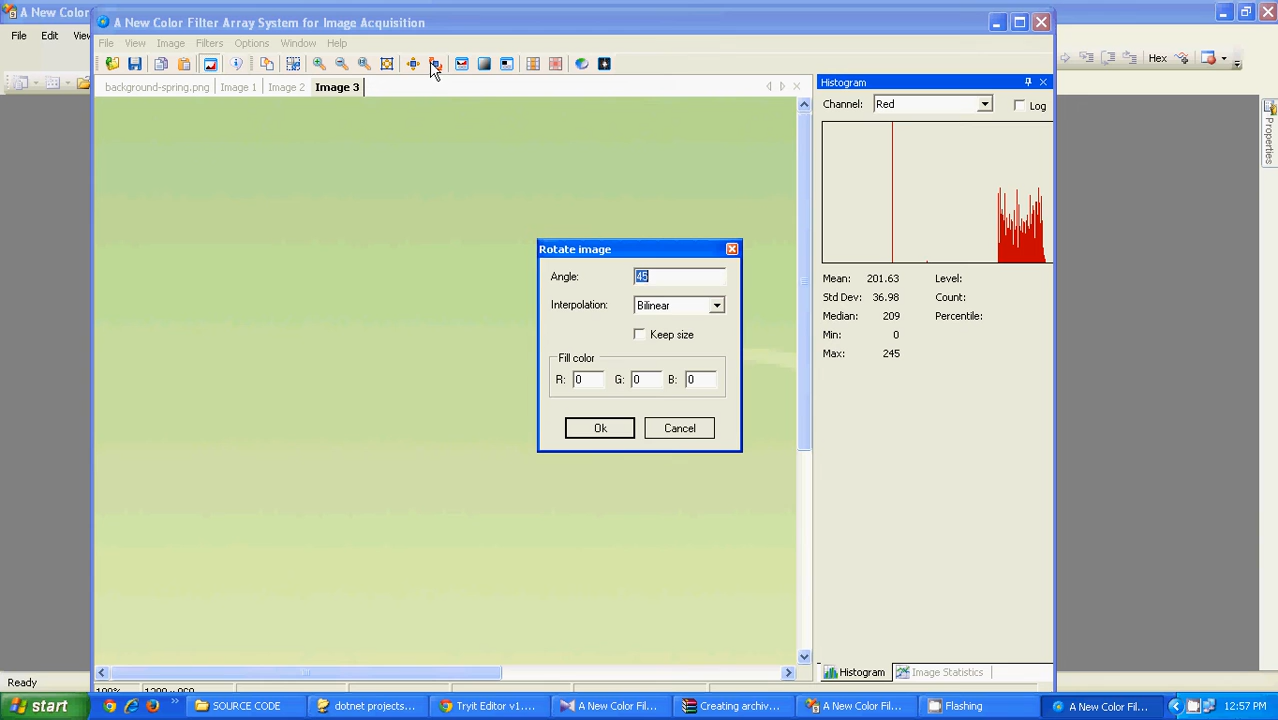 A New Color
File Edit
A New Color Filter Array System for Image Acquisition
File View Image Filters Options Window Help
Hex
background-spring.png Image 1 Image 2 Image 3
Histogram
Channel: Red Log
Properties
Rotate image
Angle: 45
Interpolation: Bilinear
Keep size
Fill color
R: 0 G: 0 B: 0
Ok Cancel
Mean: 201.63 Level:
Std Dev: 36.98 Count:
Median: 209 Percentile:
Min: 0
Max: 245
Histogram Image Statistics
Ready
start SOURCE CODE dotnet projects... Tryit Editor v1.... A New Color Fil... Creating archiv... A New Color Fil... Flashing A New Color Fil... 12:57 PM